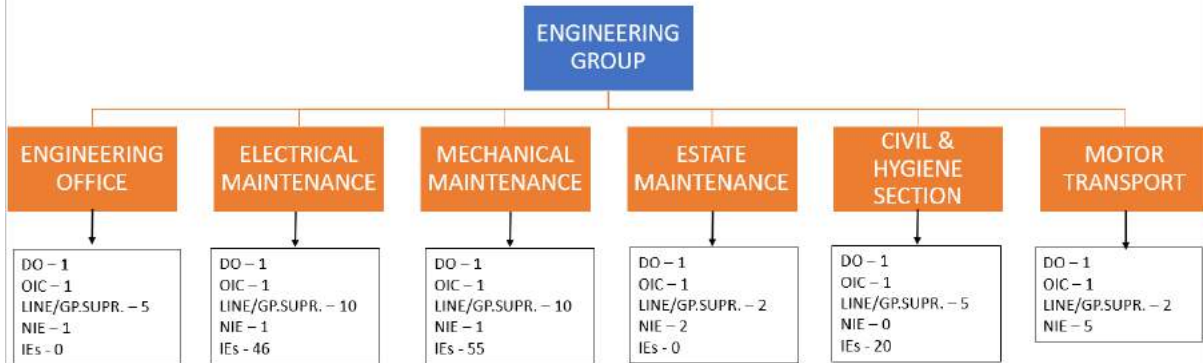 ENGINEERING
GROUP
ENGINEERING
OFFICE
ELECTRICAL
MAINTENANCE
MECHANICAL
MAINTENANCE
ESTATE
MAINTENANCE
CIVIL &
HYGIENE
SECTION
MOTOR
TRANSPORT
DO – 1
OIC – 1
LINE/GP.SUPR. – 5
NIE – 1
IEs - 0
DO – 1
OIC – 1
LINE/GP.SUPR. – 10
NIE – 1
IEs - 46
DO – 1
OIC – 1
LINE/GP.SUPR. – 10
NIE – 1
IEs - 55
DO – 1
OIC – 1
LINE/GP.SUPR. – 2
NIE – 2
IEs - 0
DO – 1
OIC – 1
LINE/GP.SUPR. – 5
NIE – 0
IEs - 20
DO – 1
OIC – 1
LINE/GP.SUPR. – 2
NIE – 5